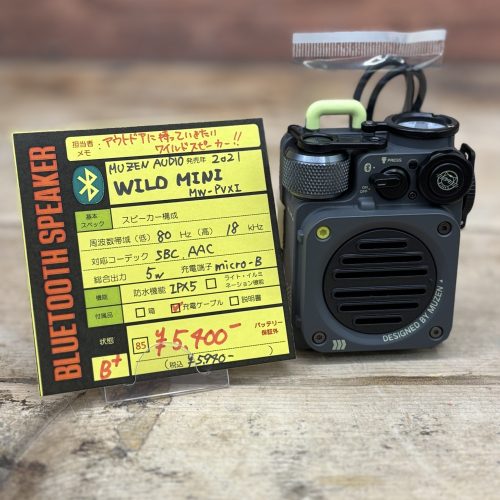 BLUETOOTH SPEAKER
担当者メモ : アウトドアに持っていきたい
ワイルドスピーカー!!
MUZEN AUDIO 発売年 2021
WILD MINI
MW-PVXI
基本スペック スピーカー構成
周波数帯域 (低) 80 Hz (高) 18 kHz
対応コーデック SBC, AAC
総合出力 5w 充電端子 micro-B
機能 防水機能 IPX5 □ ライト・イルミネーション機能
付属品 □ 箱 ☑ 充電ケーブル □ 説明書
状態 B+ 85 ¥5,400- バッテリー保証外
(税込 ¥5,940-)
PRESS
ON
OFF
DESIGNED BY MUZEN